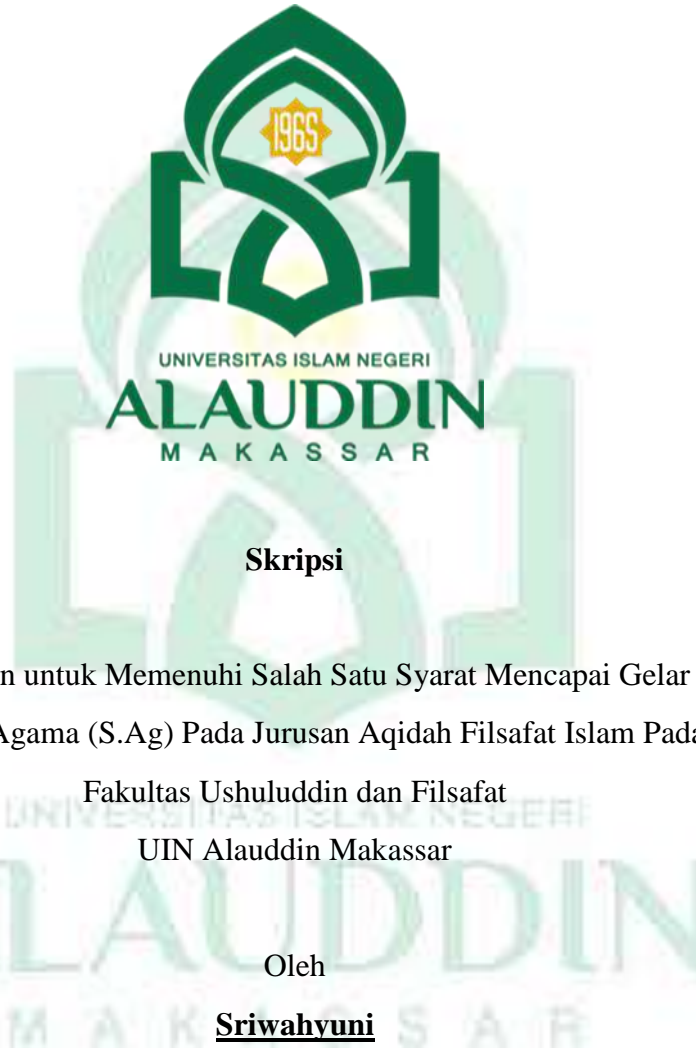 1965
UNIVERSITAS ISLAM NEGERI
ALAUDDIN
MAKASSAR
Skripsi
n untuk Memenuhi Salah Satu Syarat Mencapai Gelar
Agama (S.Ag) Pada Jurusan Aqidah Filsafat Islam Pada
Fakultas Ushuluddin dan Filsafat
UIN Alauddin Makassar
Oleh
Sriwahyuni